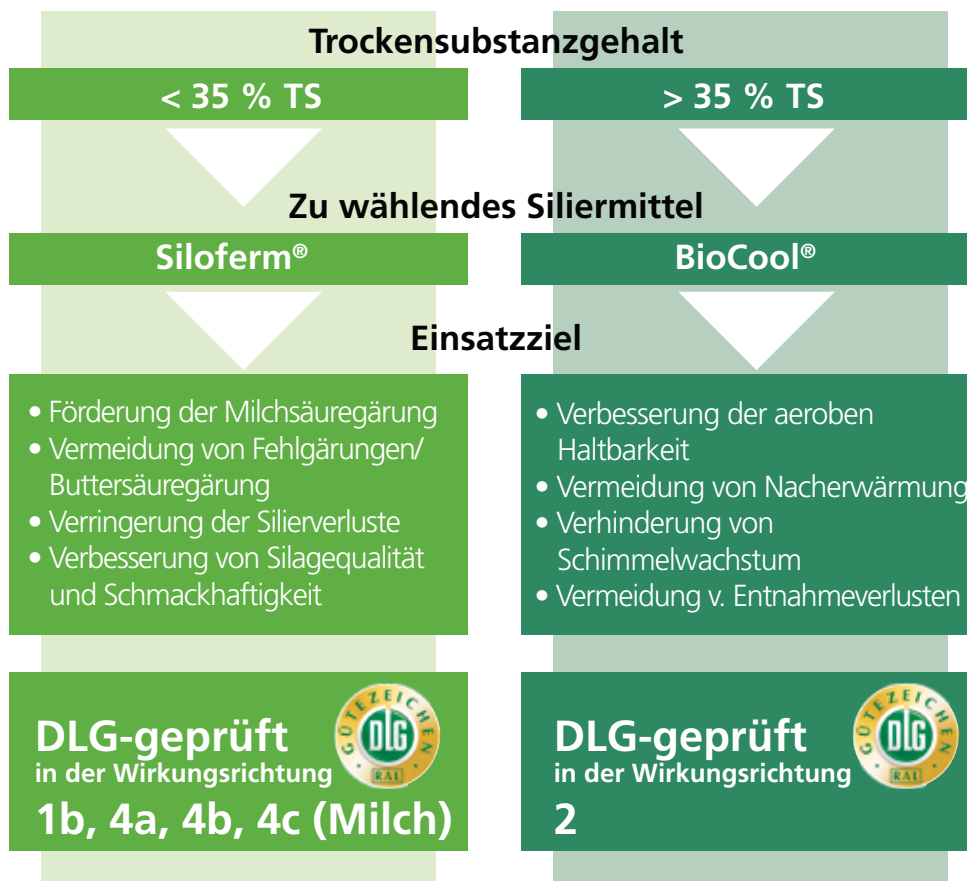 Trockensubstanzgehalt
< 35 % TS
> 35 % TS
Zu wählendes Siliermittel
Siloferm®
BioCool®
Einsatzziel
• Förderung der Milchsäuregärung
• Vermeidung von Fehlgärungen/
Buttersäuregärung
• Verringerung der Silierverluste
• Verbesserung von Silagequalität
und Schmackhaftigkeit
• Verbesserung der aeroben
Haltbarkeit
• Vermeidung von Nacherwärmung
• Verhinderung von
Schimmelwachstum
• Vermeidung v. Entnahmeverlusten
DLG-geprüft
in der Wirkungsrichtung
1b, 4a, 4b, 4c (Milch)
GÜTEZEICHEN
DLG
RAL
DLG-geprüft
in der Wirkungsrichtung
2
GÜTEZEICHEN
DLG
RAL